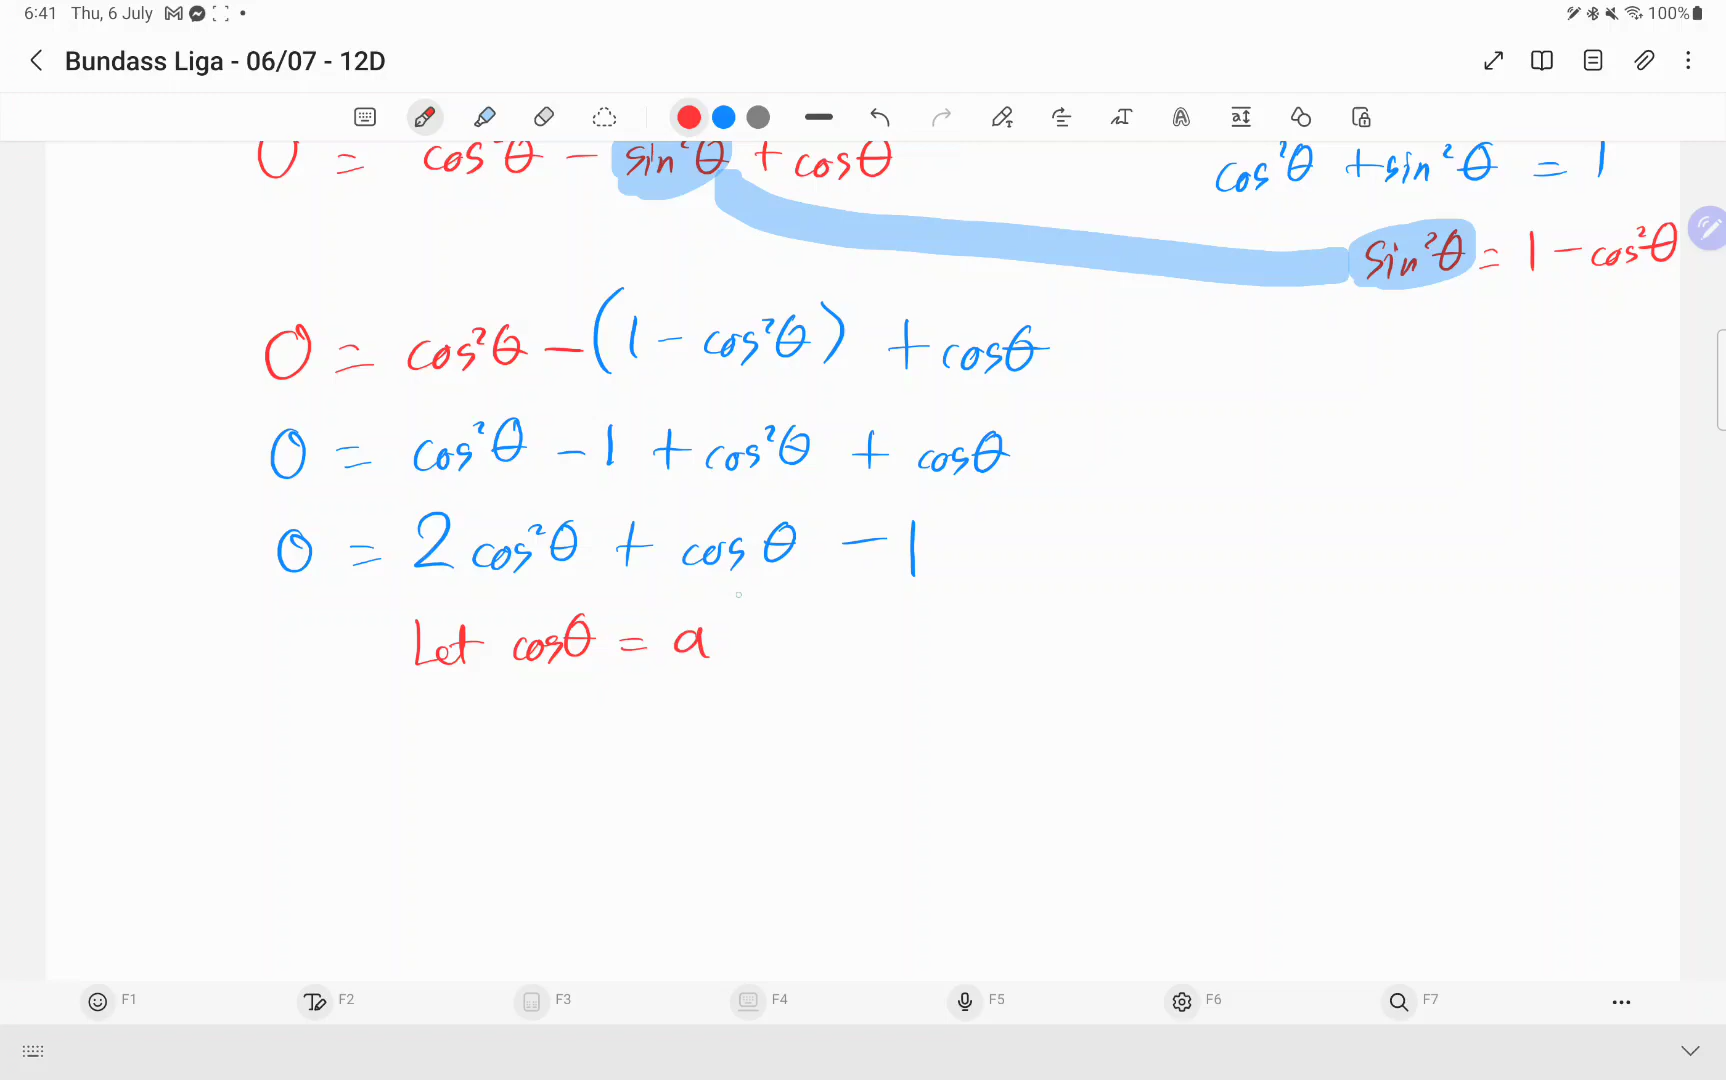 6:41 Thu, 6 July 100%
Bundass Liga - 06/07 - 12D
0 = cos²θ - sin²θ + cosθ
cos²θ + sin²θ = 1
sin²θ = 1 - cos²θ
0 = cos²θ - (1 - cos²θ) + cosθ
0 = cos²θ - 1 + cos²θ + cosθ
0 = 2cos²θ + cosθ - 1
Let cosθ = a
F1 F2 F3 F4 F5 F6 F7